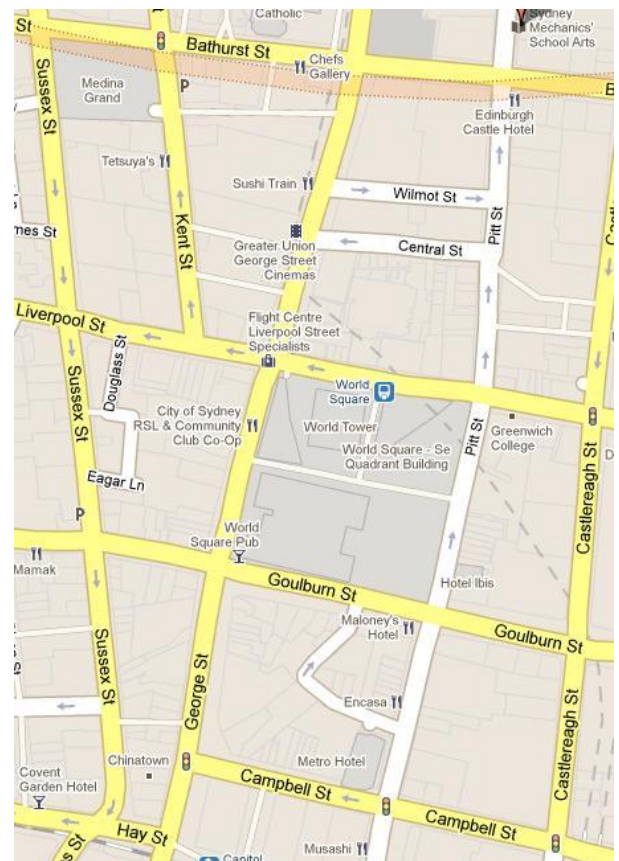 Catholic
Sydney
Mechanics'
School Arts
St
Bathurst St
Chefs
Gallery
Sussex St
Medina
Grand
P
B
Edinburgh
Castle Hotel
Tetsuya's
Sushi Train
Wilmot St
Kent St
Pitt St
mes St
Greater Union
George Street
Cinemas
Central St
Liverpool St
Flight Centre
Liverpool Street
Specialists
Douglass St
Sussex St
World
Square
City of Sydney
RSL & Community
Club Co-Op
World Tower
World Square - Se
Quadrant Building
Pitt St
Greenwich
College
D
Castlereagh St
Eagar Ln
P
World
Square Pub
Mamak
Goulburn St
Hotel Ibis
Maloney's
Hotel
Goulburn St
Sussex St
George St
Encasa
Castlereagh St
Chinatown
Metro Hotel
Covent
Garden Hotel
Campbell St
Campbell St
Hay St
s St
Musashi
Capitol